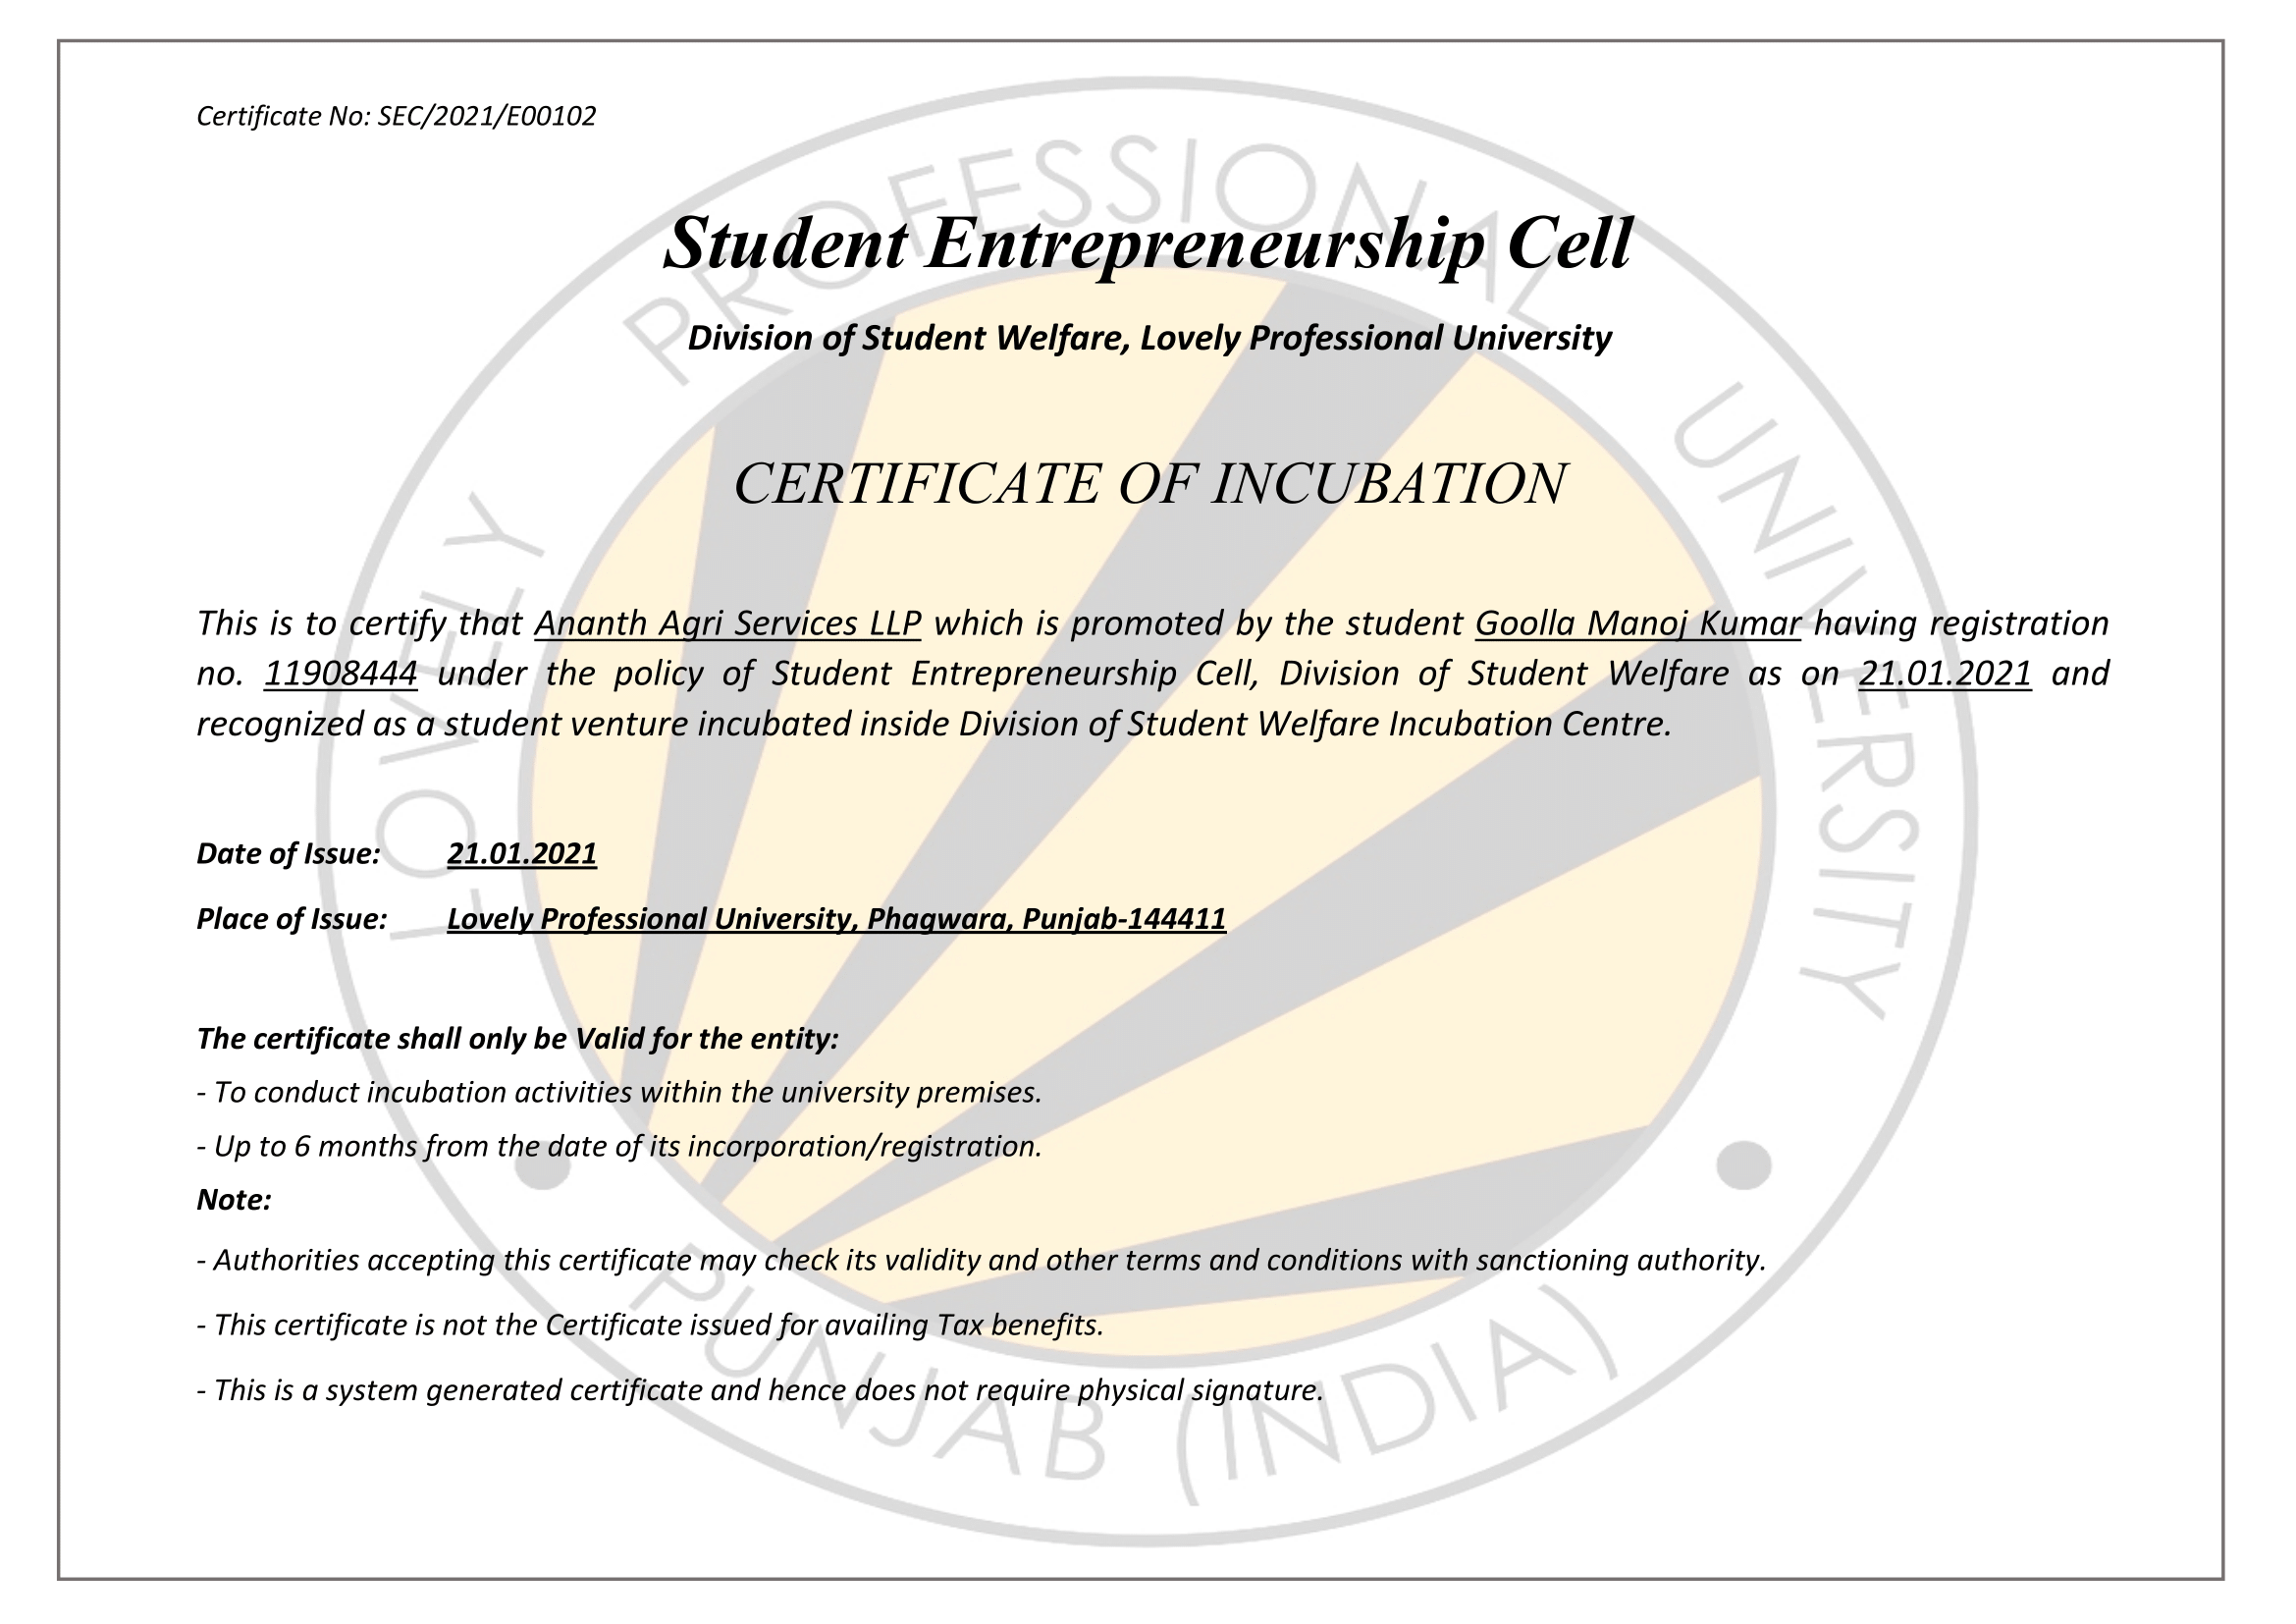 Certificate No: SEC/2021/E00102
Student Entrepreneurship Cell
Division of Student Welfare, Lovely Professional University
CERTIFICATE OF INCUBATION
This is to certify that Ananth Agri Services LLP which is promoted by the student Goolla Manoj Kumar having registration
no. 11908444 under the policy of Student Entrepreneurship Cell, Division of Student Welfare as on 21.01.2021 and
recognized as a student venture incubated inside Division of Student Welfare Incubation Centre.
Date of Issue: 21.01.2021
Place of Issue: Lovely Professional University, Phagwara, Punjab-144411
The certificate shall only be Valid for the entity:
- To conduct incubation activities within the university premises.
- Up to 6 months from the date of its incorporation/registration.
Note:
- Authorities accepting this certificate may check its validity and other terms and conditions with sanctioning authority.
- This certificate is not the Certificate issued for availing Tax benefits.
- This is a system generated certificate and hence does not require physical signature.
LOVELY PROFESSIONAL UNIVERSITY
PUNJAB (INDIA)